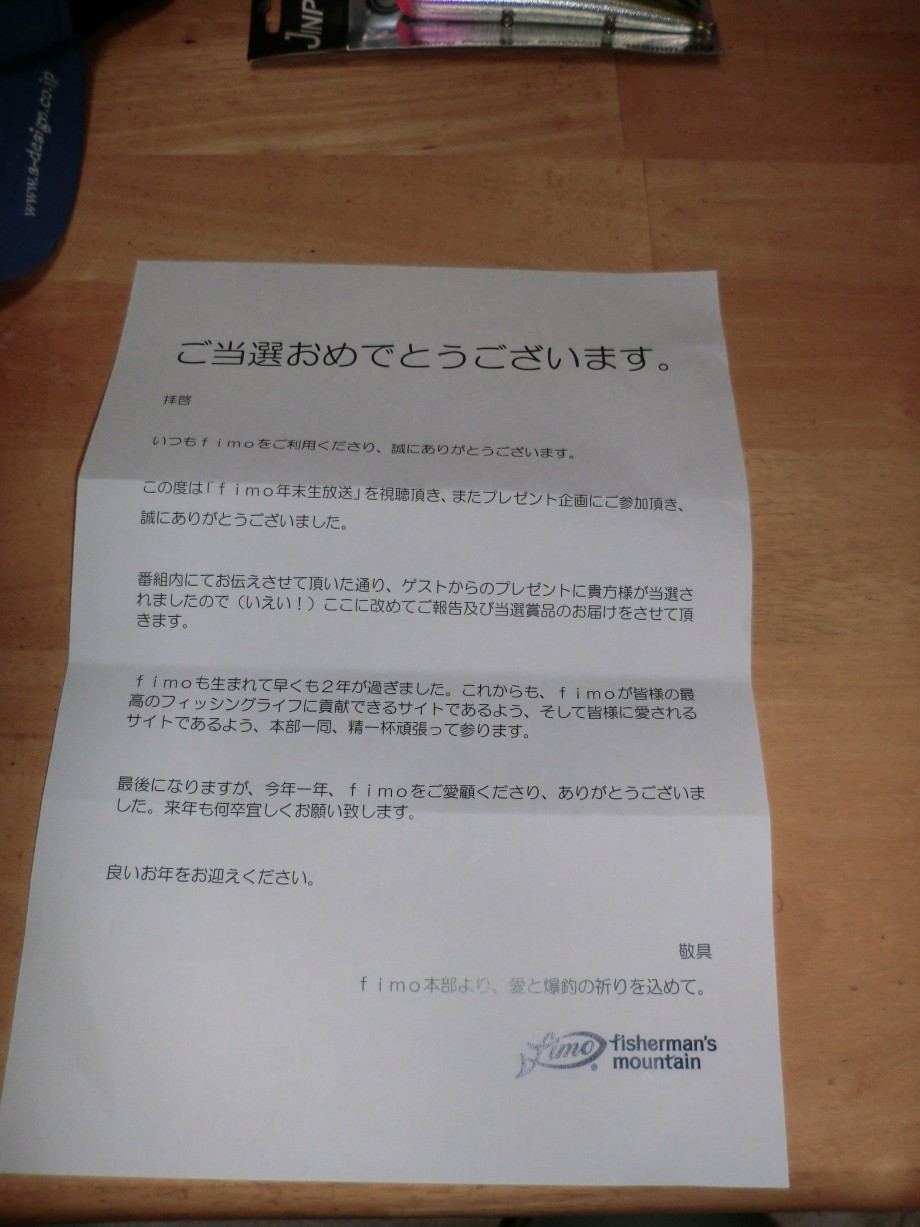 JINP
www.a-design.co.jp
ご当選おめでとうございます。
拝啓
いつもfimoをご利用くださり、誠にありがとうございます。
この度は「fimo年末生放送」を視聴頂き、またプレゼント企画にご参加頂き、
誠にありがとうございました。
番組内にてお伝えさせて頂いた通り、ゲストからのプレゼントに貴方様が当選さ
れましたので（いえい！）ここに改めてご報告及び当選賞品のお届けをさせて頂
きます。
fimoも生まれて早くも２年が過ぎました。これからも、fimoが皆様の最
高のフィッシングライフに貢献できるサイトであるよう、そして皆様に愛される
サイトであるよう、本部一同、精一杯頑張って参ります。
最後になりますが、今年一年、fimoをご愛顧くださり、ありがとうございま
した。来年も何卒宜しくお願い致します。
良いお年をお迎えください。
敬具
fimo本部より、愛と爆釣の祈りを込めて。
fimo fisherman's
mountain